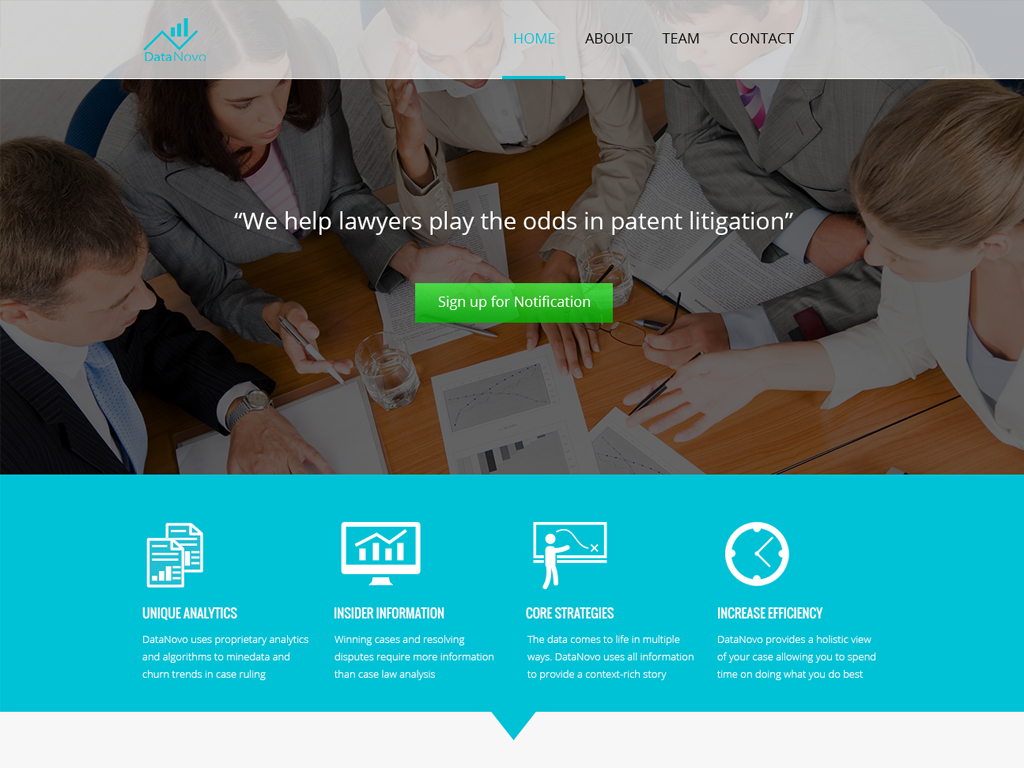 DataNovo
HOME
ABOUT
TEAM
CONTACT
“We help lawyers play the odds in patent litigation”
Sign up for Notification
UNIQUE ANALYTICS
DataNovo uses proprietary analytics
and algorithms to minedata and
churn trends in case ruling
INSIDER INFORMATION
Winning cases and resolving
disputes require more information
than case law analysis
CORE STRATEGIES
The data comes to life in multiple
ways. DataNovo uses all information
to provide a context-rich story
INCREASE EFFICIENCY
DataNovo provides a holistic view
of your case allowing you to spend
time on doing what you do best